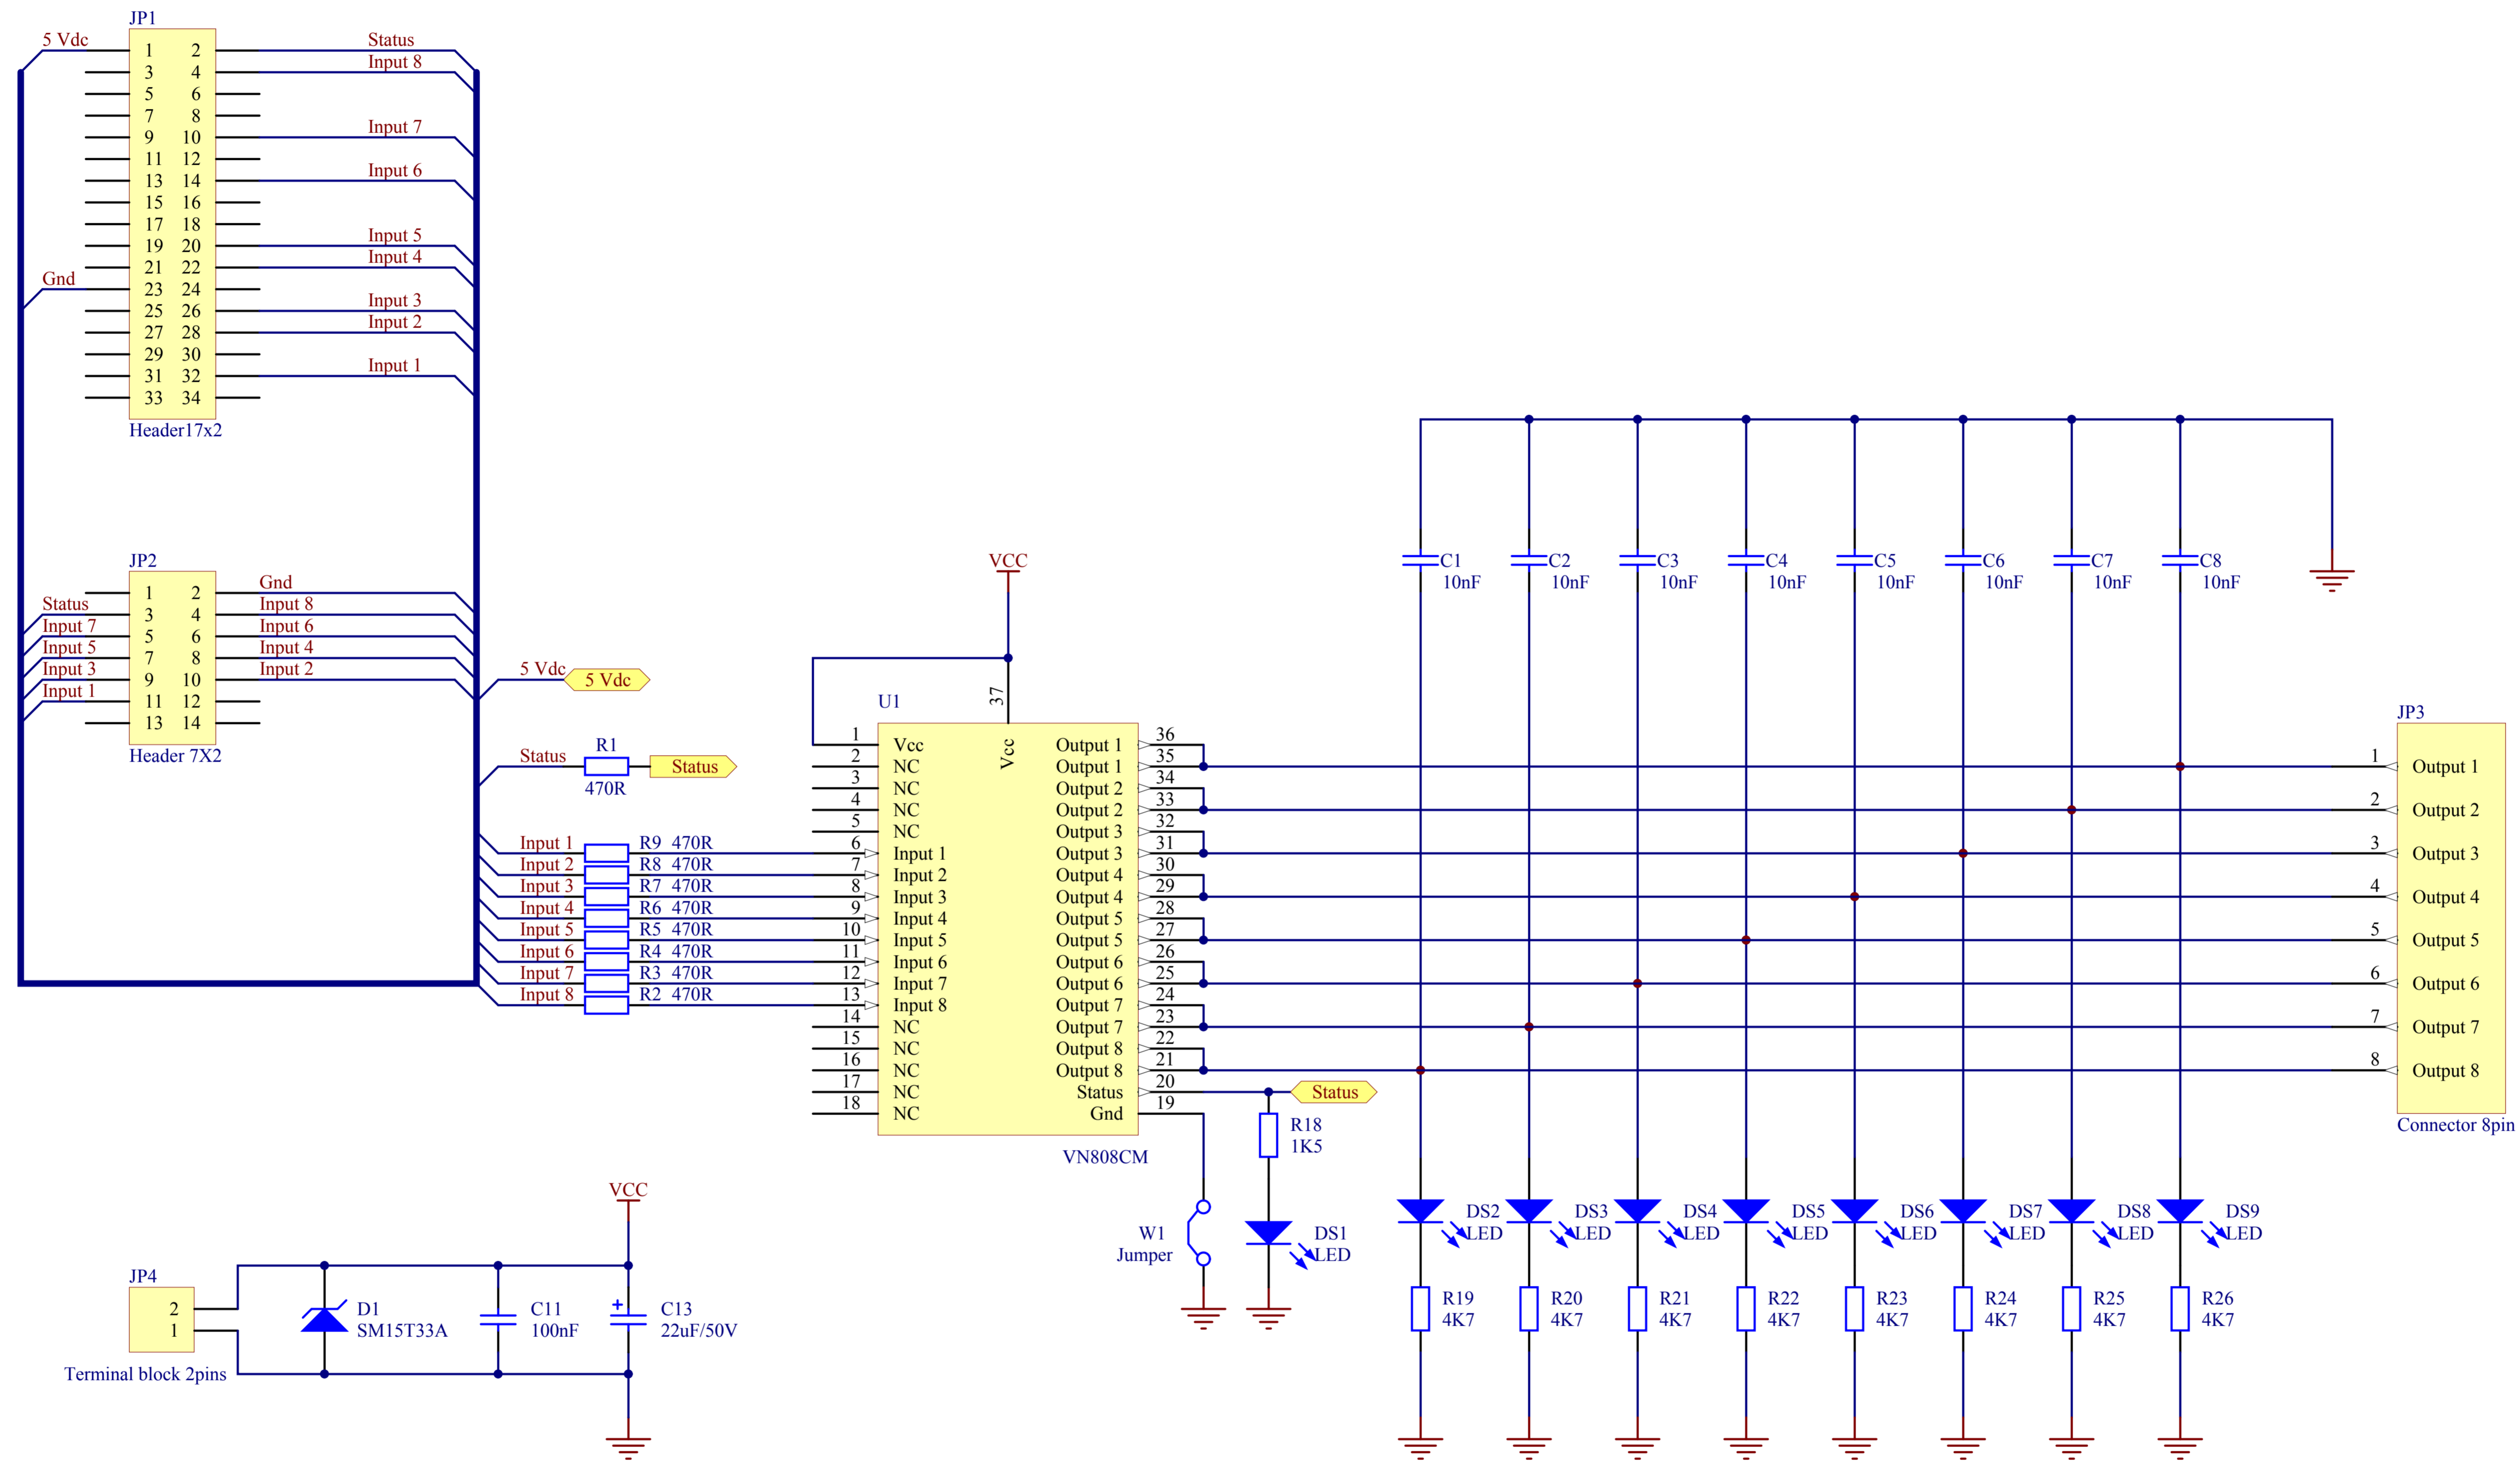 JP1
5 Vdc
1 2
Status
3 4
Input 8
5 6
7 8
9 10
Input 7
11 12
13 14
Input 6
15 16
17 18
19 20
Input 5
21 22
Input 4
Gnd
23 24
25 26
Input 3
27 28
Input 2
29 30
31 32
Input 1
33 34
Header17x2
JP2
1 2
Gnd
Status
3 4
Input 8
Input 7
5 6
Input 6
Input 5
7 8
Input 4
Input 3
9 10
Input 2
Input 1
11 12
13 14
Header 7X2
5 Vdc
5 Vdc
Status
R1
470R
Status
Input 1 R9 470R
Input 2 R8 470R
Input 3 R7 470R
Input 4 R6 470R
Input 5 R5 470R
Input 6 R4 470R
Input 7 R3 470R
Input 8 R2 470R
VCC
37
Vcc
U1
1 Vcc
2 NC
3 NC
4 NC
5 NC
6 Input 1
7 Input 2
8 Input 3
9 Input 4
10 Input 5
11 Input 6
12 Input 7
13 Input 8
14 NC
15 NC
16 NC
17 NC
18 NC
Output 1 36
Output 1 35
Output 2 34
Output 2 33
Output 3 32
Output 3 31
Output 4 30
Output 4 29
Output 5 28
Output 5 27
Output 6 26
Output 6 25
Output 7 24
Output 7 23
Output 8 22
Output 8 21
Status 20
Gnd 19
VN808CM
Status
R18
1K5
W1
Jumper
DS1
LED
C1
10nF
C2
10nF
C3
10nF
C4
10nF
C5
10nF
C6
10nF
C7
10nF
C8
10nF
JP3
1 Output 1
2 Output 2
3 Output 3
4 Output 4
5 Output 5
6 Output 6
7 Output 7
8 Output 8
Connector 8pin
DS2
LED
DS3
LED
DS4
LED
DS5
LED
DS6
LED
DS7
LED
DS8
LED
DS9
LED
R19
4K7
R20
4K7
R21
4K7
R22
4K7
R23
4K7
R24
4K7
R25
4K7
R26
4K7
VCC
JP4
2
1
Terminal block 2pins
D1
SM15T33A
C11
100nF
+
C13
22uF/50V